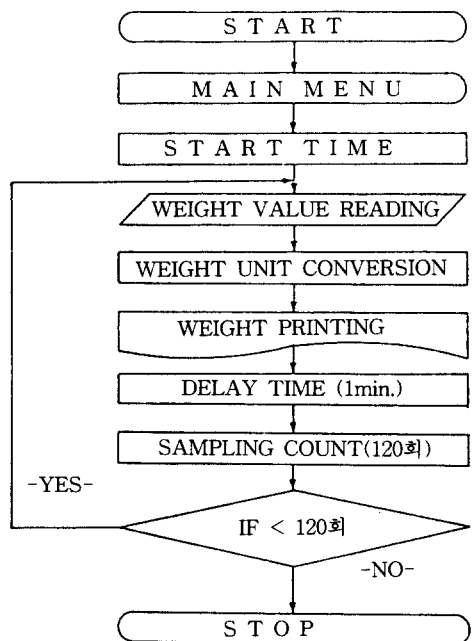 START
MAIN MENU
START TIME
WEIGHT VALUE READING
WEIGHT UNIT CONVERSION
WEIGHT PRINTING
DELAY TIME (1min.)
SAMPLING COUNT(120회)
-YES-
IF < 120회
-NO-
STOP